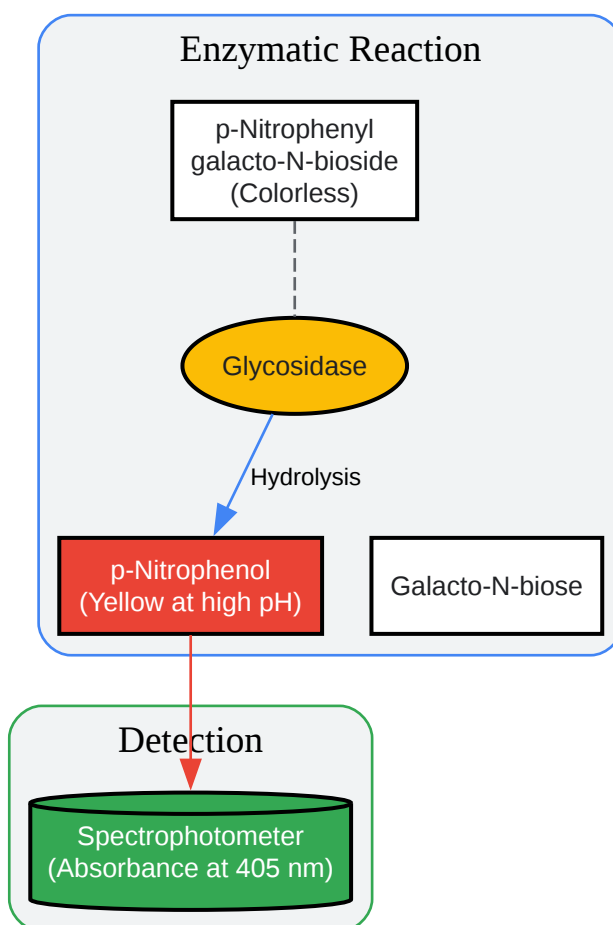 Enzymatic Reaction
p-Nitrophenyl
galacto-N-bioside
(Colorless)
Glycosidase
Hydrolysis
p-Nitrophenol
(Yellow at high pH)
Galacto-N-biose
Detection
Spectrophotometer
(Absorbance at 405 nm)